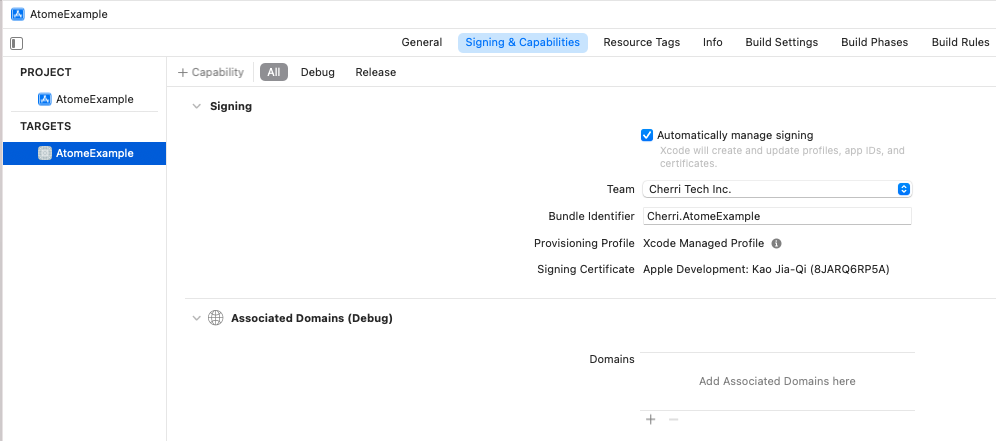 AtomeExample
General Signing & Capabilities Resource Tags Info Build Settings Build Phases Build Rules
PROJECT
AtomeExample
TARGETS
AtomeExample
+ Capability All Debug Release
Signing
Automatically manage signing
Xcode will create and update profiles, app IDs, and
certificates.
Team Cherri Tech Inc.
Bundle Identifier Cherri.AtomeExample
Provisioning Profile Xcode Managed Profile
Signing Certificate Apple Development: Kao Jia-Qi (8JARQ6RP5A)
Associated Domains (Debug)
Domains
Add Associated Domains here
+ −